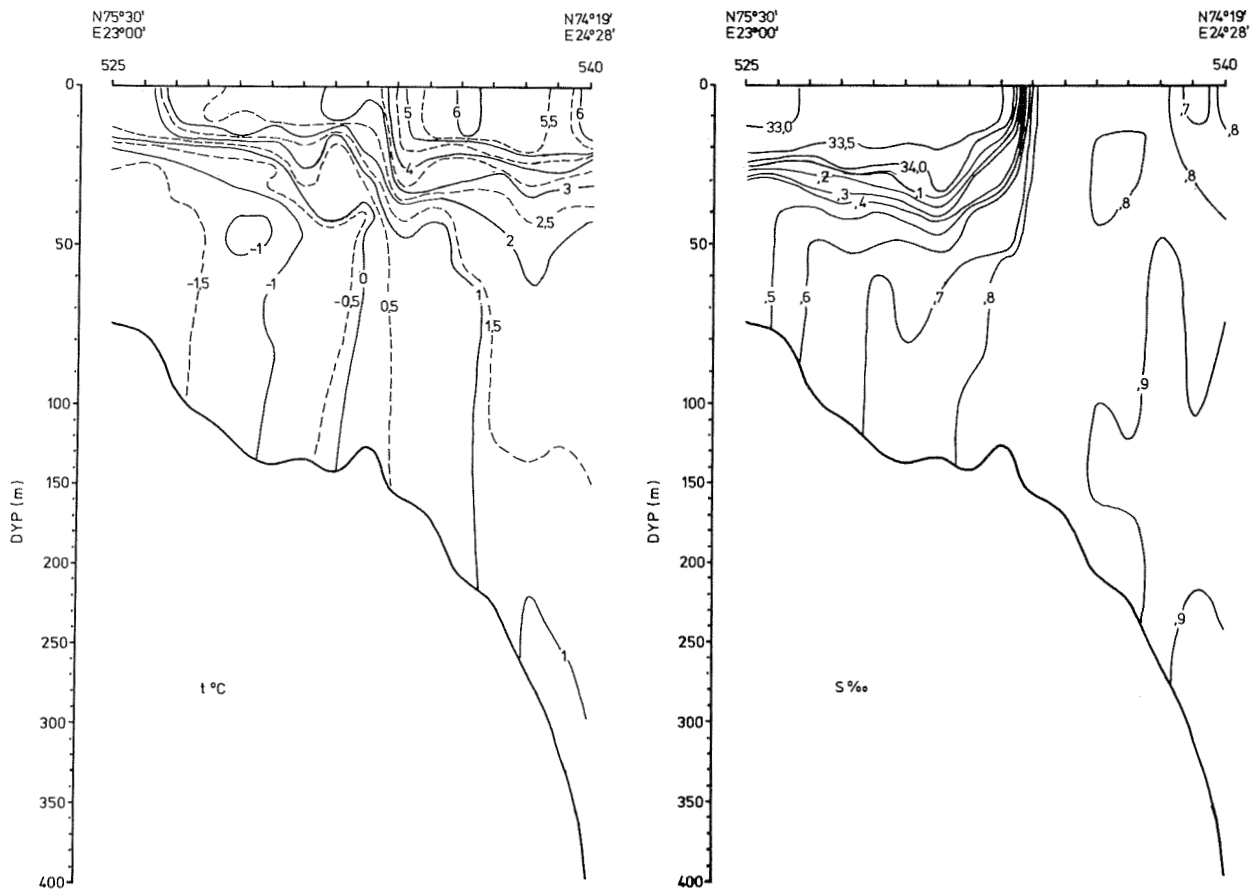 N75°30' N74°19'
E23°00' E24°28'
525 540
0
50
100
150
200
250
300
350
400
DYP (m)
5 6 5,5 6
4
3
2,5
2
-1
-1,5 -1 -0,5 0 0,5 1 1,5
1
t °C
N75°30' N74°19'
E23°00' E24°28'
525 540
0
50
100
150
200
250
300
350
400
DYP (m)
33,0 ,7 ,8
33,5
34,0
,2 ,1 ,8
,3 ,4 ,8
,5 ,6 ,7 ,8
,9
,9
S ‰